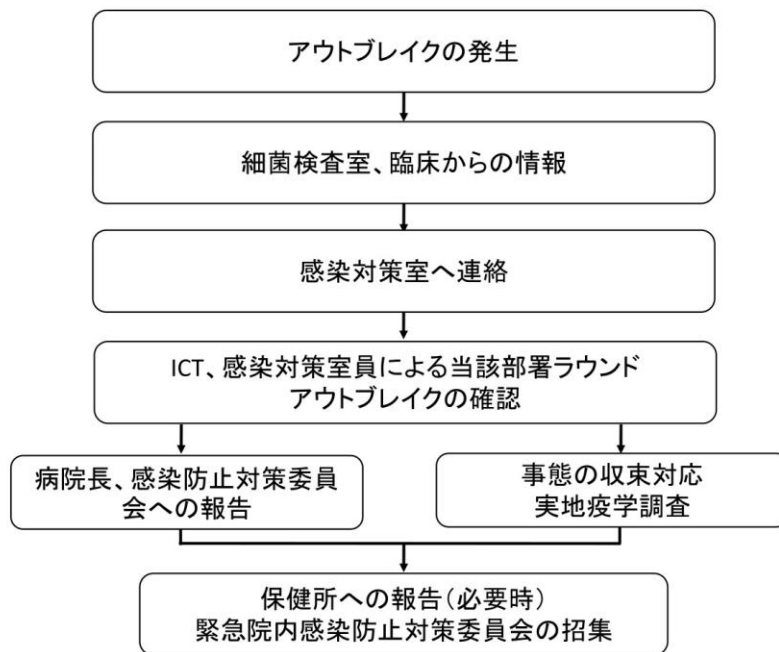 アウトブレイクの発生
細菌検査室、臨床からの情報
感染対策室へ連絡
ICT、感染対策室員による当該部署ラウンド
アウトブレイクの確認
病院長、感染防止対策委員
会への報告
事態の収束対応
実地疫学調査
保健所への報告（必要時）
緊急院内感染防止対策委員会の招集